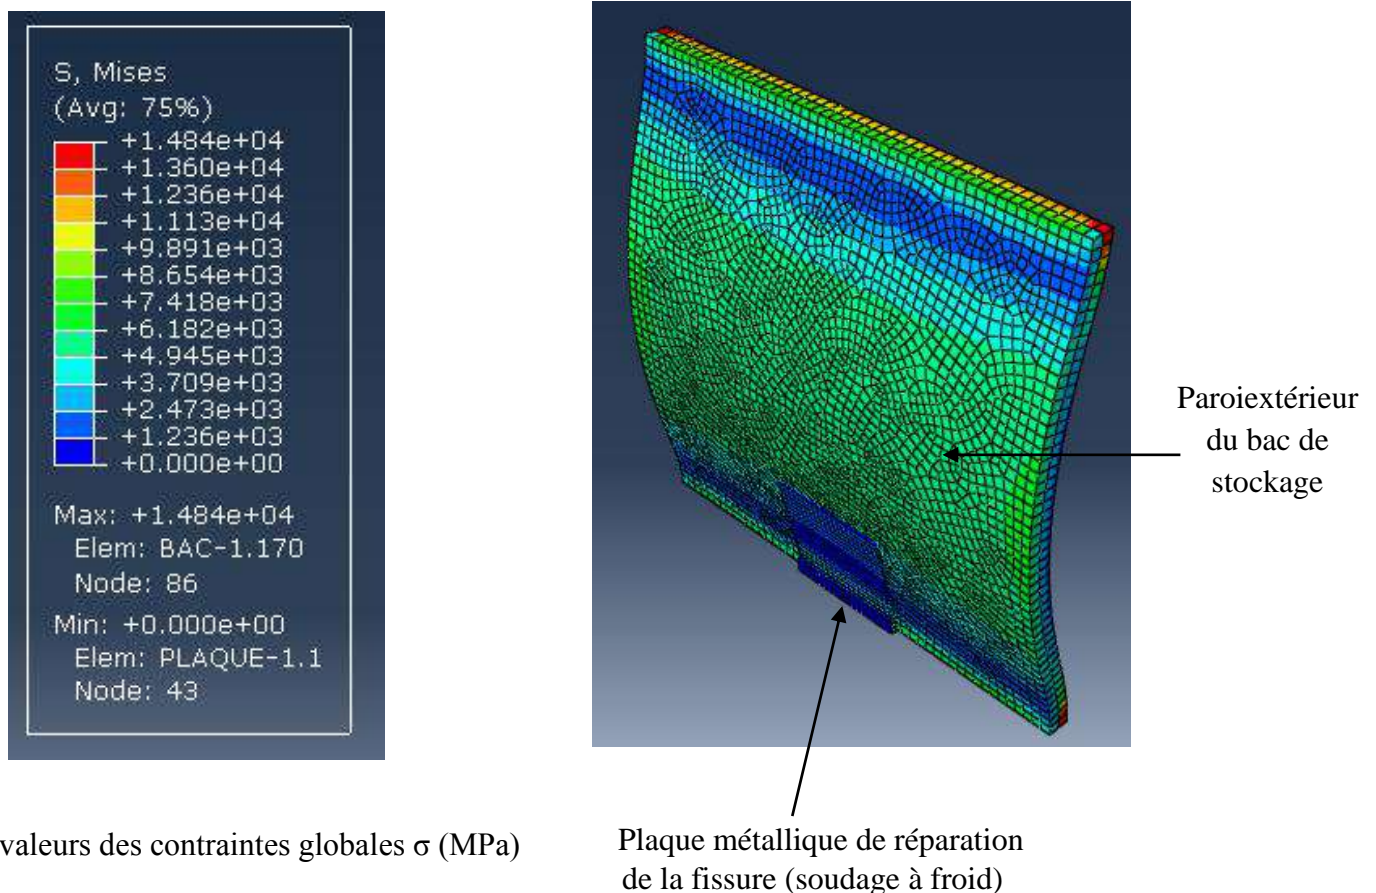 S, Mises
(Avg: 75%)
+1.484e+04
+1.360e+04
+1.236e+04
+1.113e+04
+9.891e+03
+8.654e+03
+7.418e+03
+6.182e+03
+4.945e+03
+3.709e+03
+2.473e+03
+1.236e+03
+0.000e+00
Max: +1.484e+04
Elem: BAC-1.170
Node: 86
Min: +0.000e+00
Elem: PLAQUE-1.1
Node: 43
Paroiextérieur
du bac de
stockage
valeurs des contraintes globales σ (MPa)
Plaque métallique de réparation
de la fissure (soudage à froid)